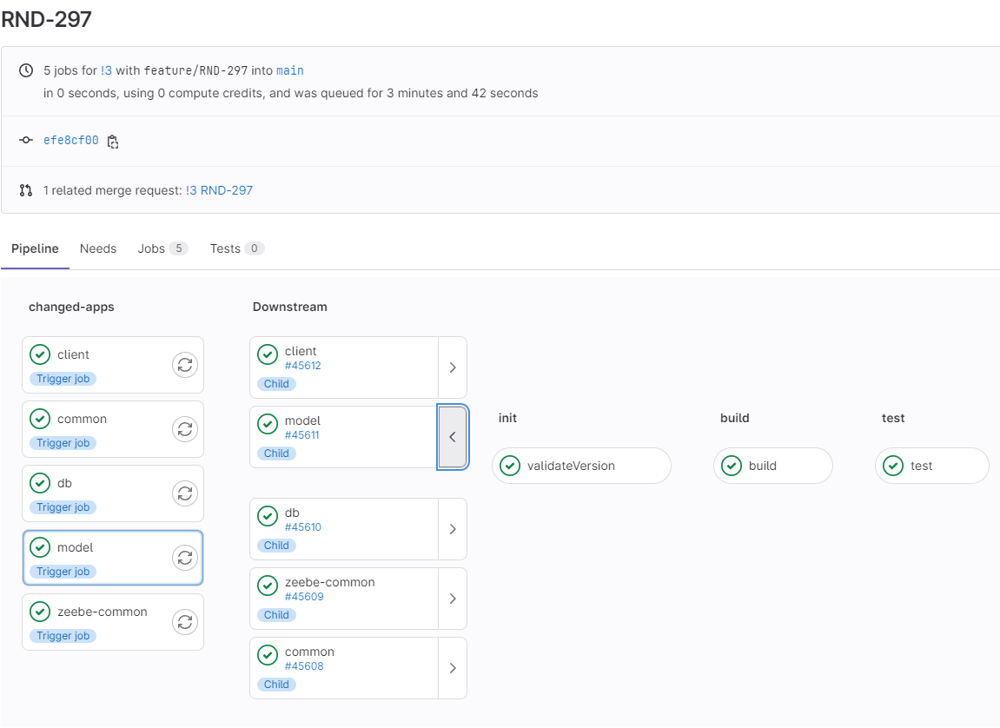 RND-297
5 jobs for !3 with feature/RND-297 into main
in 0 seconds, using 0 compute credits, and was queued for 3 minutes and 42 seconds
efe8cf00
1 related merge request: !3 RND-297
Pipeline Needs Jobs 5 Tests 0
changed-apps
client
Trigger job
common
Trigger job
db
Trigger job
model
Trigger job
zeebe-common
Trigger job
Downstream
client
#45612
Child
model
#45611
Child
db
#45610
Child
zeebe-common
#45609
Child
common
#45608
Child
init
validateVersion
build
build
test
test